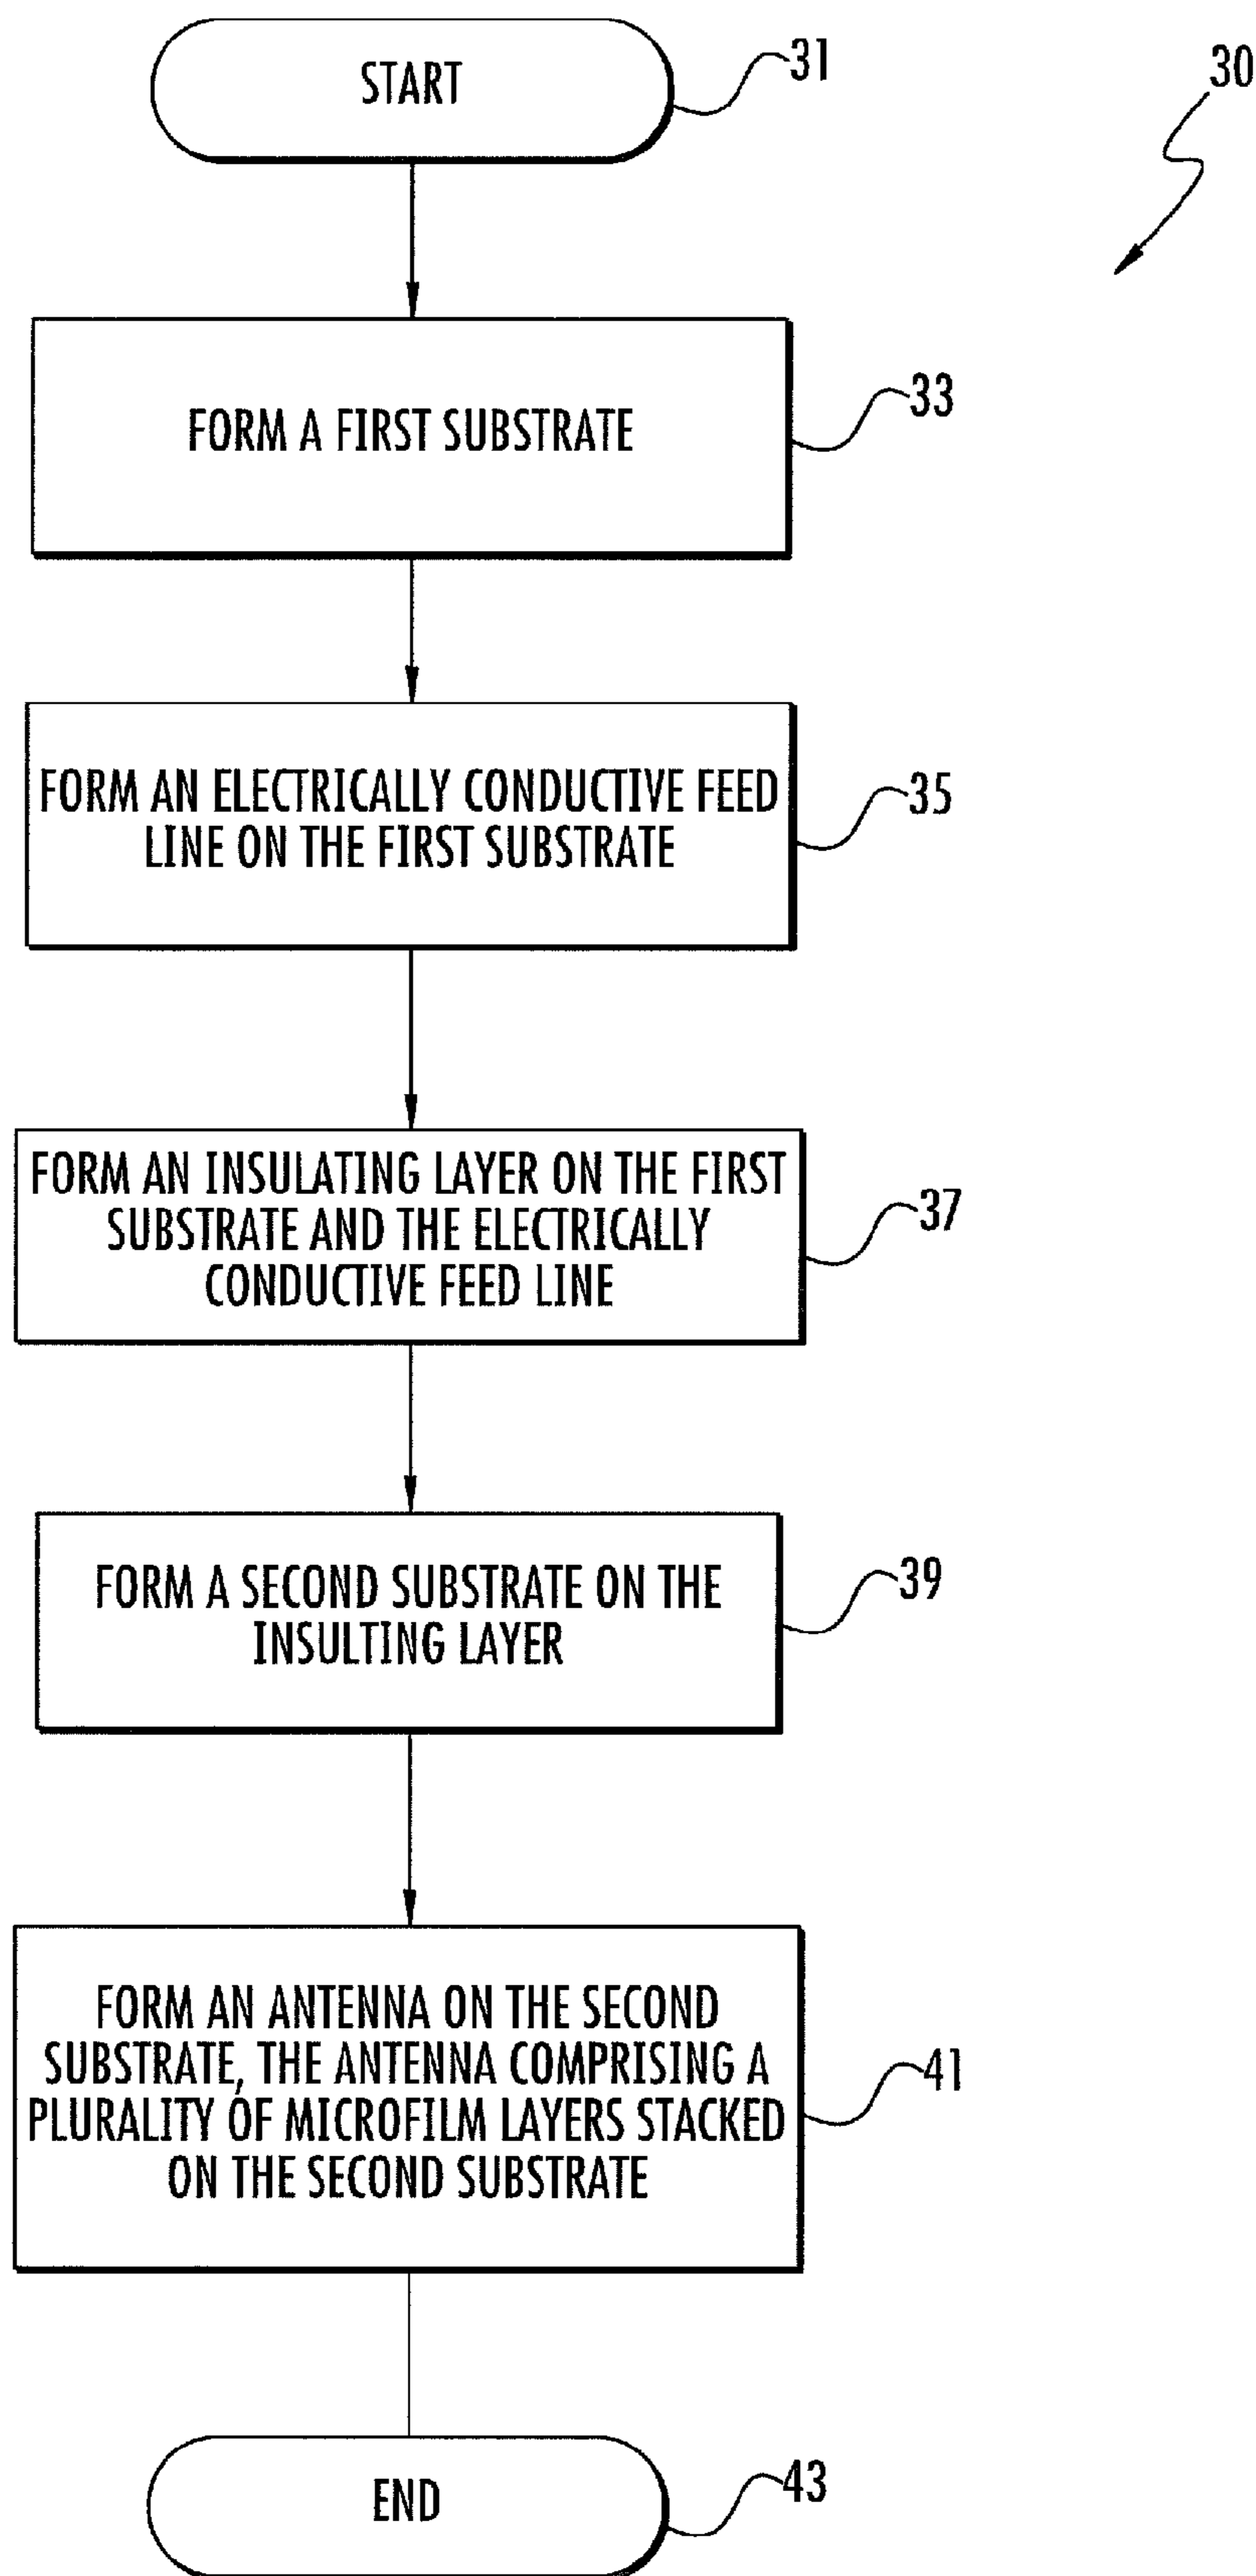 START
31
30
FORM A FIRST SUBSTRATE
33
FORM AN ELECTRICALLY CONDUCTIVE FEED
LINE ON THE FIRST SUBSTRATE
35
FORM AN INSULATING LAYER ON THE FIRST
SUBSTRATE AND THE ELECTRICALLY
CONDUCTIVE FEED LINE
37
FORM A SECOND SUBSTRATE ON THE
INSULTING LAYER
39
FORM AN ANTENNA ON THE SECOND
SUBSTRATE, THE ANTENNA COMPRISING A
PLURALITY OF MICROFILM LAYERS STACKED
ON THE SECOND SUBSTRATE
41
END
43